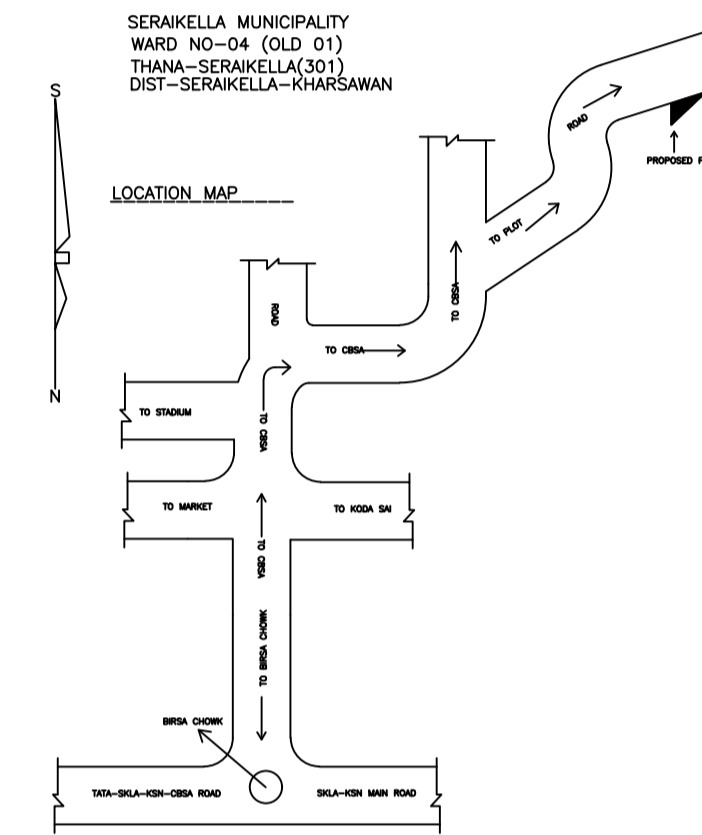 SERAIKELLA MUNICIPALITY
WARD NO-04 (OLD 01)
THANA-SERAIKELLA(301)
DIST-SERAIKELLA-KHARSAWAN
S
LOCATION MAP
N
ROAD
PROPOSED
TO PLOT
TO CBSA
ROAD
TO CBSA
TO STADIUM
TO CBSA
TO MARKET
TO KODA SAI
TO CBSA
TO BIRSA CHOWK
BIRSA CHOWK
TATA-SKLA-KSN-CBSA ROAD
SKLA-KSN MAIN ROAD